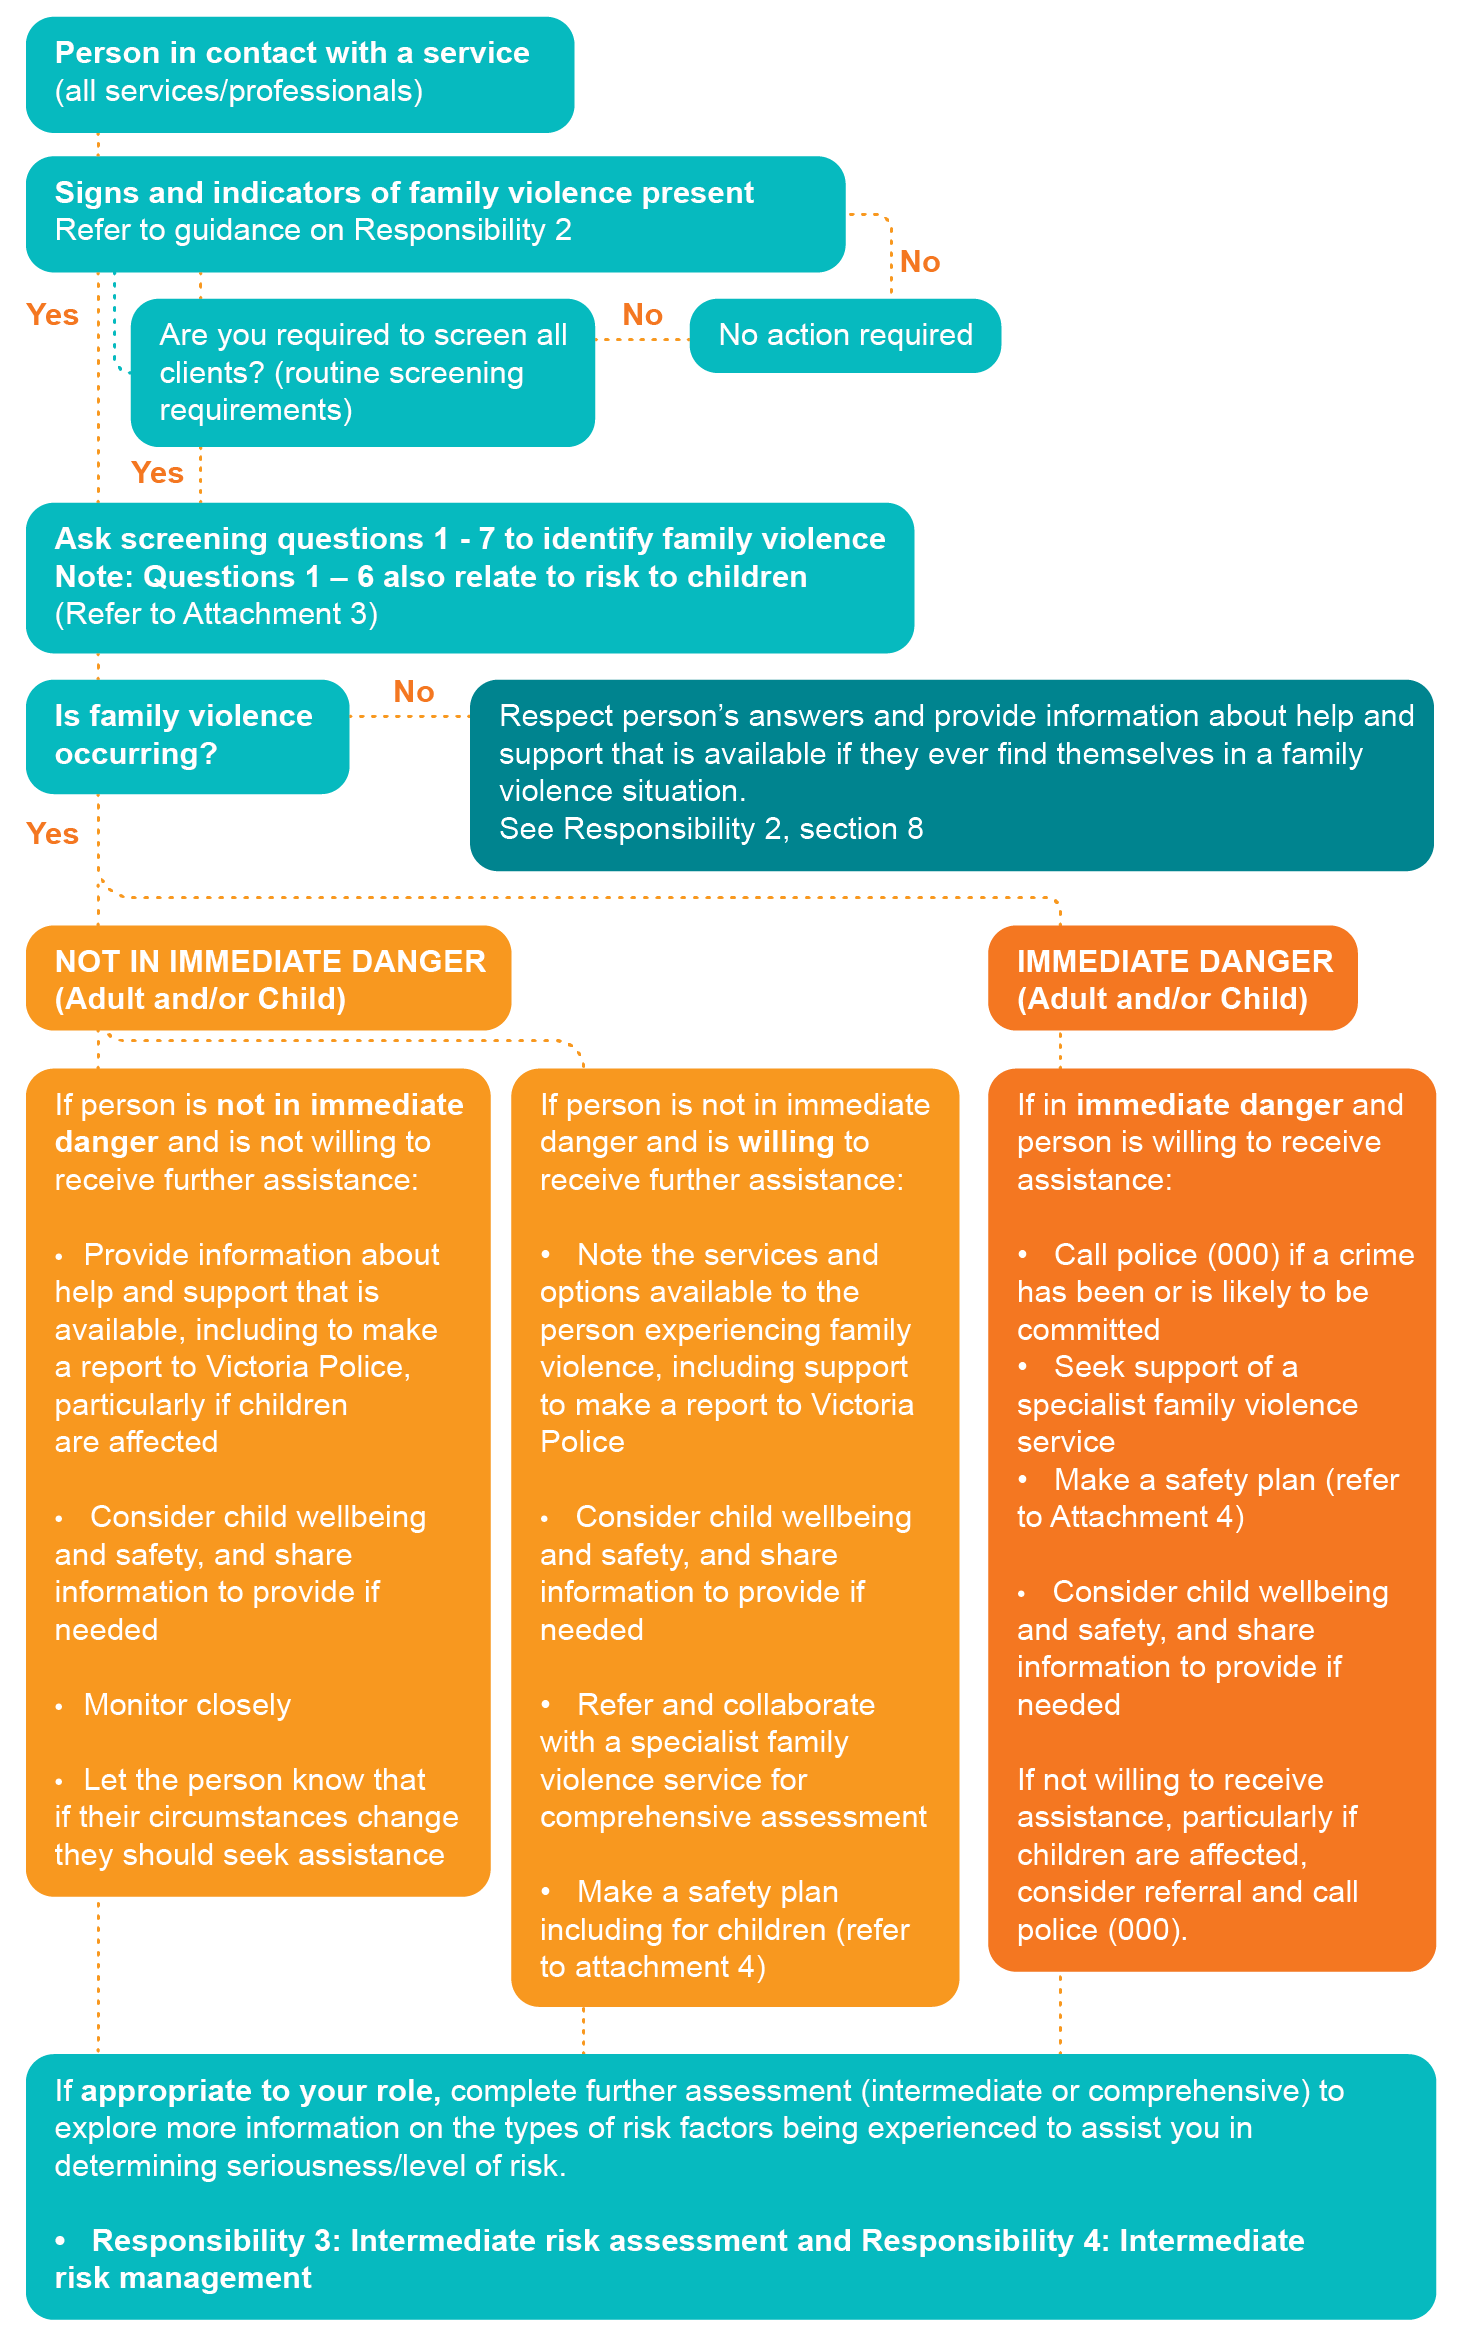 Person in contact with a service
(all services/professionals)
Signs and indicators of family violence present
Refer to guidance on Responsibility 2
No
Yes
Are you required to screen all
clients? (routine screening
requirements)
No
No action required
Yes
Ask screening questions 1 - 7 to identify family violence
Note: Questions 1 – 6 also relate to risk to children
(Refer to Attachment 3)
Is family violence
occurring?
No
Respect person’s answers and provide information about help and
support that is available if they ever find themselves in a family
violence situation.
See Responsibility 2, section 8
Yes
NOT IN IMMEDIATE DANGER
(Adult and/or Child)
IMMEDIATE DANGER
(Adult and/or Child)
If person is not in immediate
danger and is not willing to
receive further assistance:
• Provide information about
help and support that is
available, including to make
a report to Victoria Police,
particularly if children
are affected
• Consider child wellbeing
and safety, and share
information to provide if
needed
• Monitor closely
• Let the person know that
if their circumstances change
they should seek assistance
If person is not in immediate
danger and is willing to
receive further assistance:
• Note the services and
options available to the
person experiencing family
violence, including support
to make a report to Victoria
Police
• Consider child wellbeing
and safety, and share
information to provide if
needed
• Refer and collaborate
with a specialist family
violence service for
comprehensive assessment
• Make a safety plan
including for children (refer
to attachment 4)
If in immediate danger and
person is willing to receive
assistance:
• Call police (000) if a crime
has been or is likely to be
committed
• Seek support of a
specialist family violence
service
• Make a safety plan (refer
to Attachment 4)
• Consider child wellbeing
and safety, and share
information to provide if
needed
If not willing to receive
assistance, particularly if
children are affected,
consider referral and call
police (000).
If appropriate to your role, complete further assessment (intermediate or comprehensive) to
explore more information on the types of risk factors being experienced to assist you in
determining seriousness/level of risk.
• Responsibility 3: Intermediate risk assessment and Responsibility 4: Intermediate
risk management